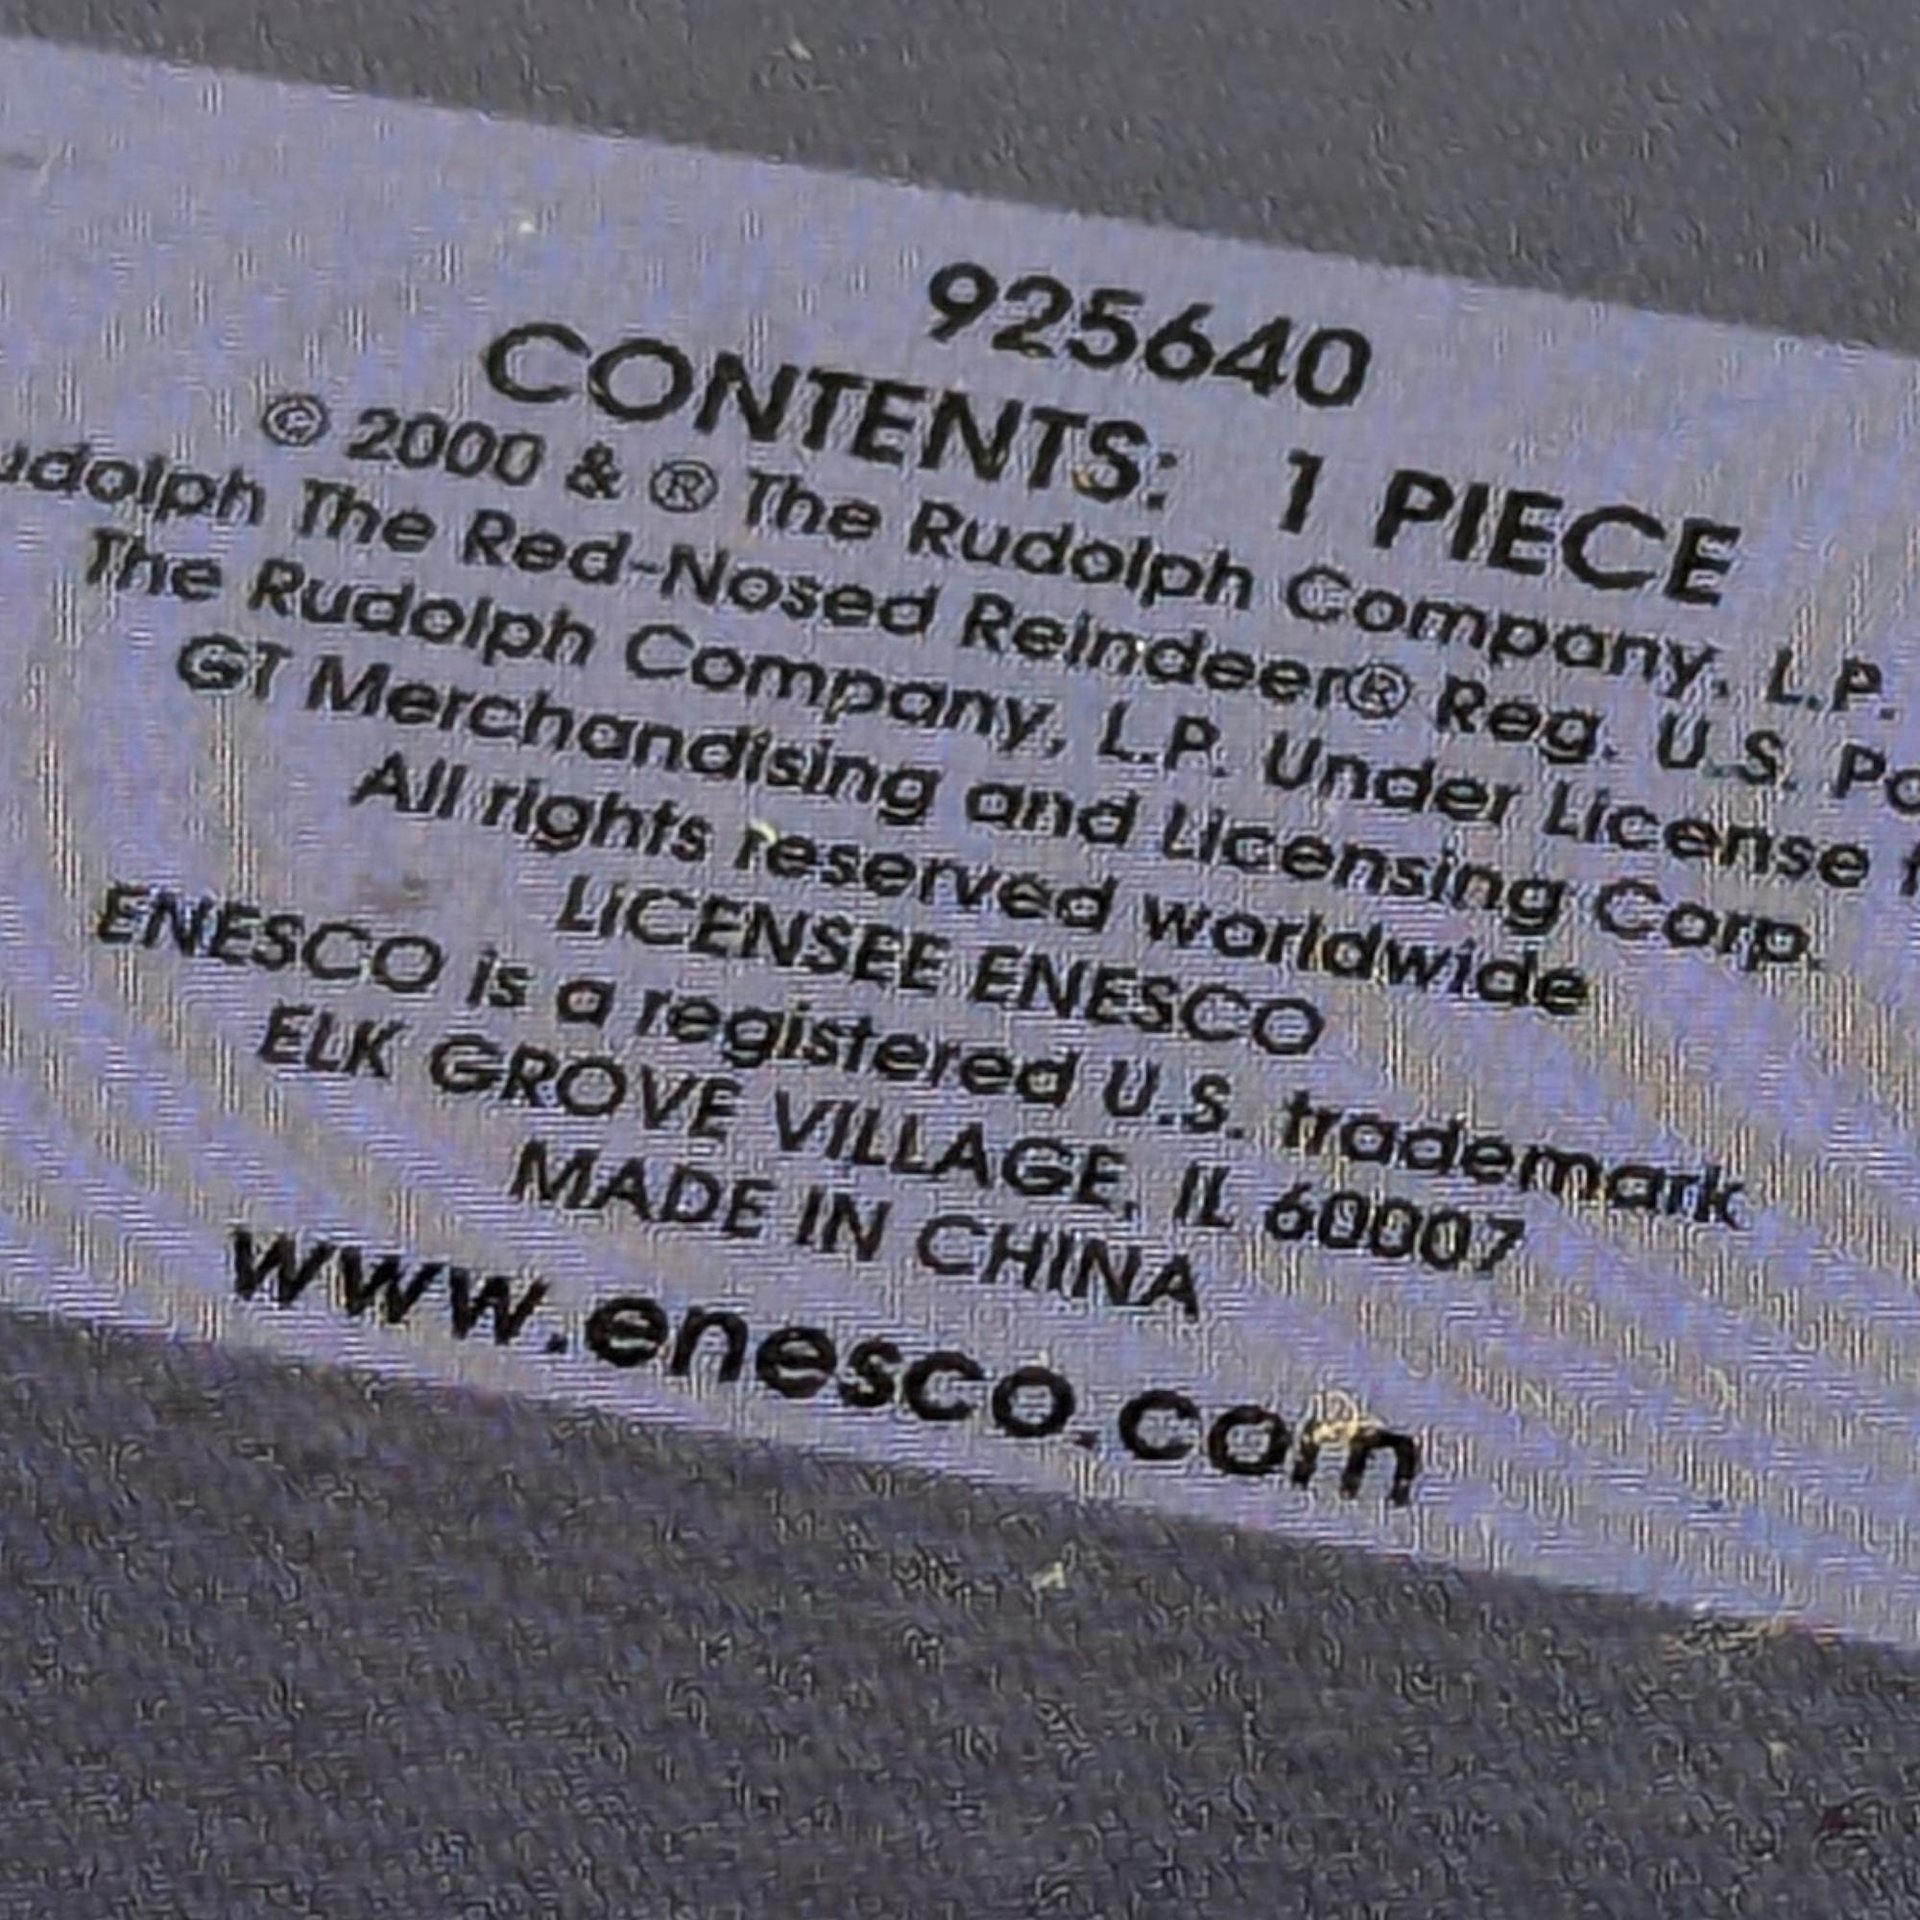 925640
CONTENTS: 1 PIECE
© 2000 & ® The Rudolph Company, L.P.
udolph The Red-Nosed Reindeer® Reg. U.S. Pa
The Rudolph Company, L.P. Under License f
GT Merchandising and Licensing Corp.
All rights reserved worldwide
LICENSEE ENESCO
ENESCO is a registered U.S. trademark
ELK GROVE VILLAGE, IL 60007
MADE IN CHINA
www.enesco.com